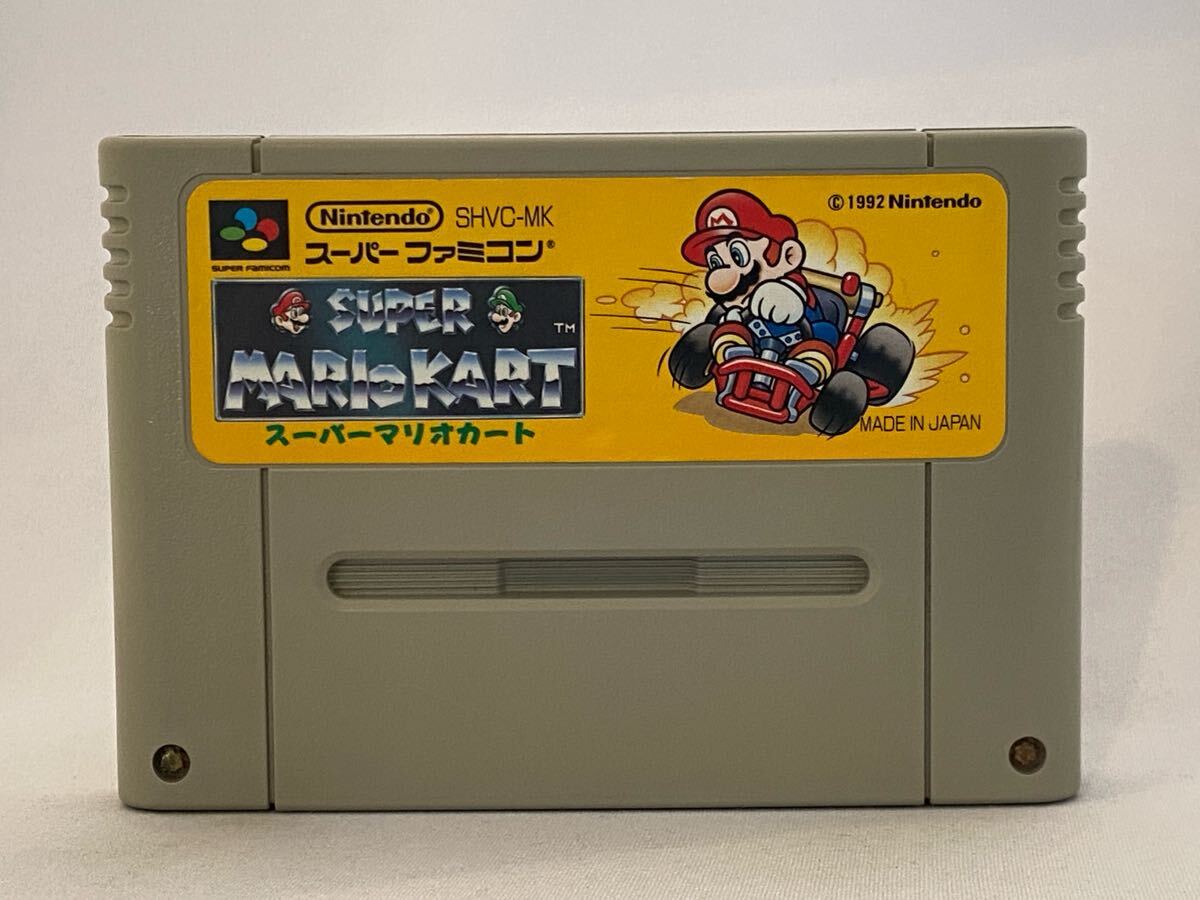 Nintendo SHVC-MK
©1992 Nintendo
SUPER FAMICOM
スーパーファミコン®
SUPER
MARIO KART
TM
スーパーマリオカート
M
MADE IN JAPAN